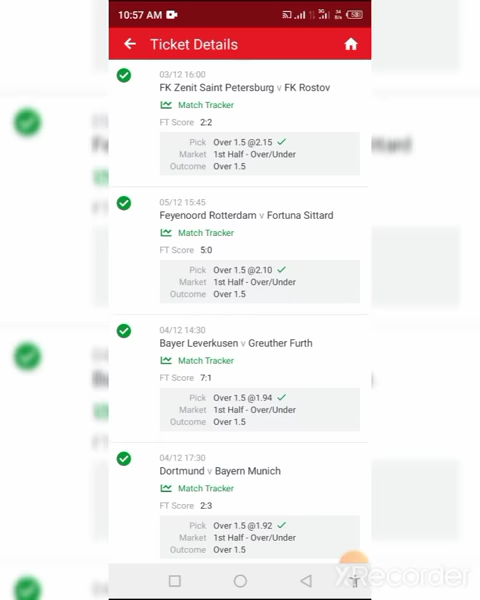 10:57 AM
Ticket Details
03/12 16:00
FK Zenit Saint Petersburg v FK Rostov
Match Tracker
FT Score 2:2
Pick Over 1.5 @2.15
Market 1st Half - Over/Under
Outcome Over 1.5
05/12 15:45
Feyenoord Rotterdam v Fortuna Sittard
Match Tracker
FT Score 5:0
Pick Over 1.5 @2.10
Market 1st Half - Over/Under
Outcome Over 1.5
04/12 14:30
Bayer Leverkusen v Greuther Furth
Match Tracker
FT Score 7:1
Pick Over 1.5 @1.94
Market 1st Half - Over/Under
Outcome Over 1.5
04/12 17:30
Dortmund v Bayern Munich
Match Tracker
FT Score 2:3
Pick Over 1.5 @1.92
Market 1st Half - Over/Under
Outcome Over 1.5
XRecorder